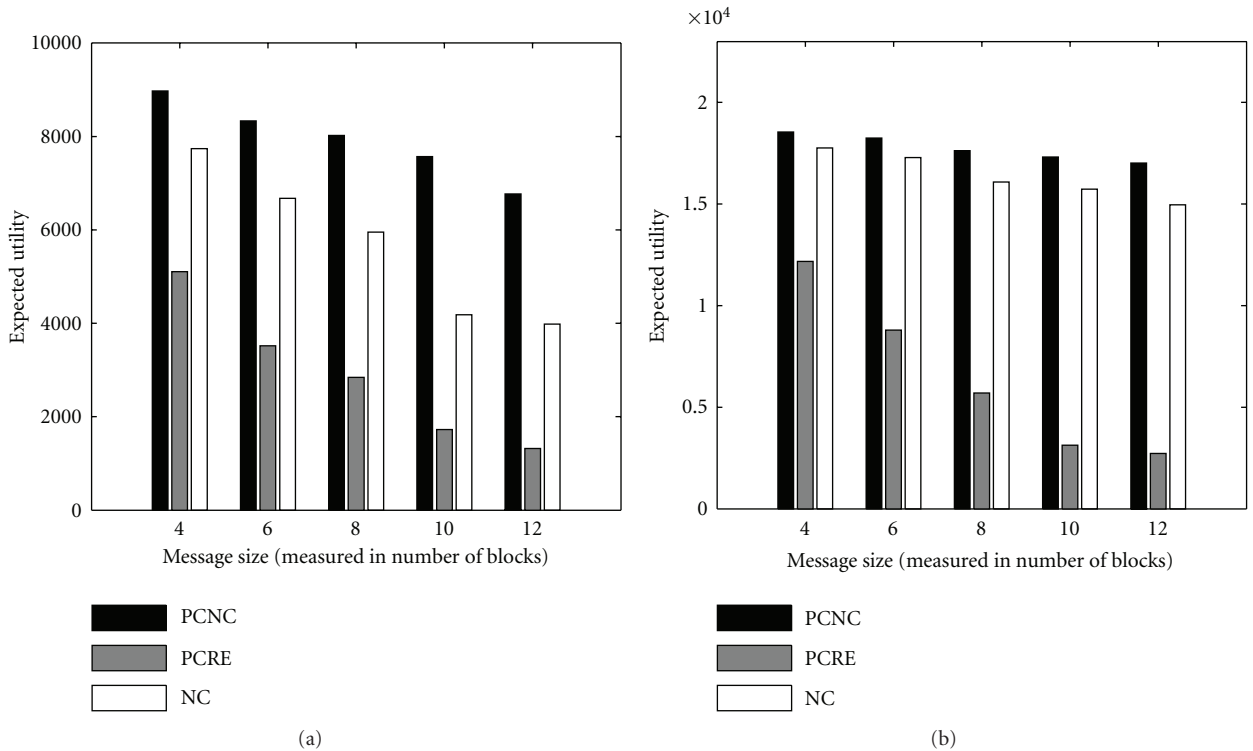 10000
8000
6000
4000
2000
0
Expected utility
4 6 8 10 12
Message size (measured in number of blocks)
PCNC
PCRE
NC
(a)
×10⁴
2
1.5
1
0.5
0
Expected utility
4 6 8 10 12
Message size (measured in number of blocks)
PCNC
PCRE
NC
(b)